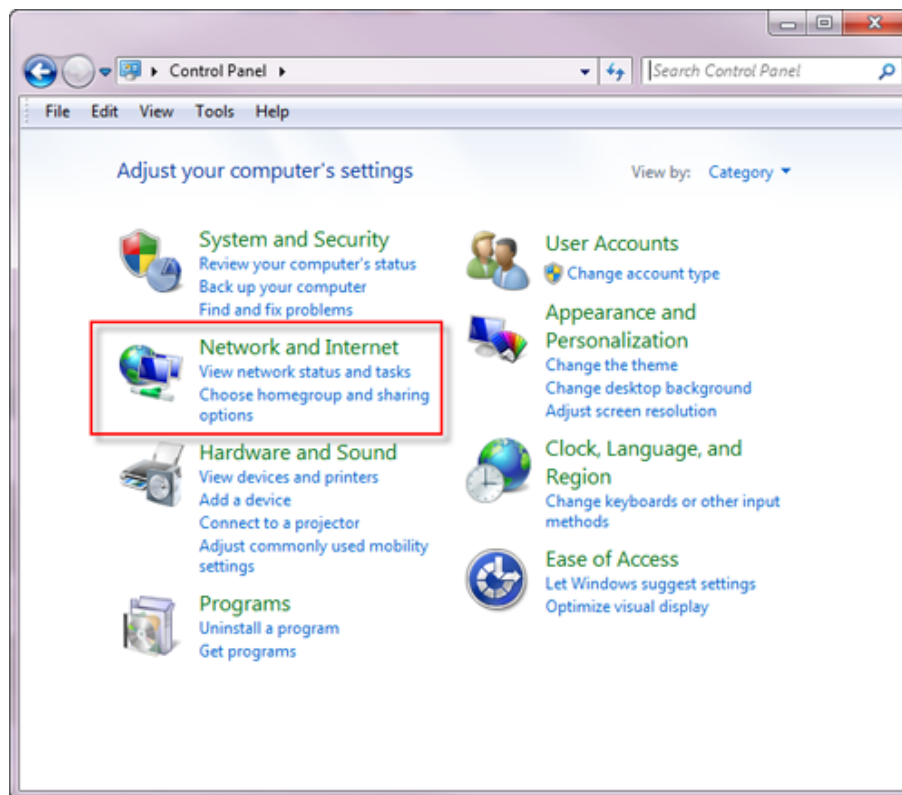 Control Panel
Search Control Panel
File Edit View Tools Help
Adjust your computer's settings
View by: Category
System and Security
Review your computer's status
Back up your computer
Find and fix problems
Network and Internet
View network status and tasks
Choose homegroup and sharing
options
Hardware and Sound
View devices and printers
Add a device
Connect to a projector
Adjust commonly used mobility
settings
Programs
Uninstall a program
Get programs
User Accounts
Change account type
Appearance and
Personalization
Change the theme
Change desktop background
Adjust screen resolution
Clock, Language, and
Region
Change keyboards or other input
methods
Ease of Access
Let Windows suggest settings
Optimize visual display